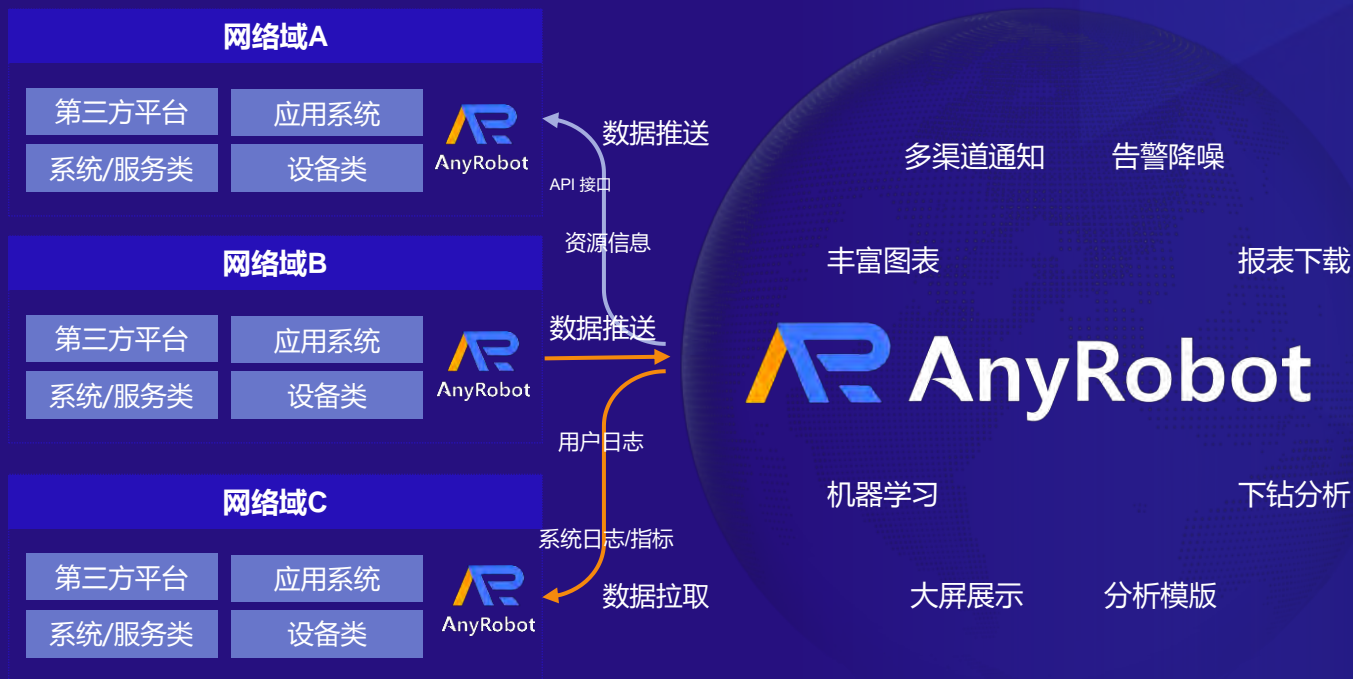 网络域A
第三方平台
应用系统
系统/服务类
设备类
AnyRobot
网络域B
第三方平台
应用系统
系统/服务类
设备类
AnyRobot
网络域C
第三方平台
应用系统
系统/服务类
设备类
AnyRobot
数据推送
API 接口
资源信息
数据推送
用户日志
系统日志/指标
数据拉取
多渠道通知
告警降噪
丰富图表
报表下载
AnyRobot
机器学习
下钻分析
大屏展示
分析模版